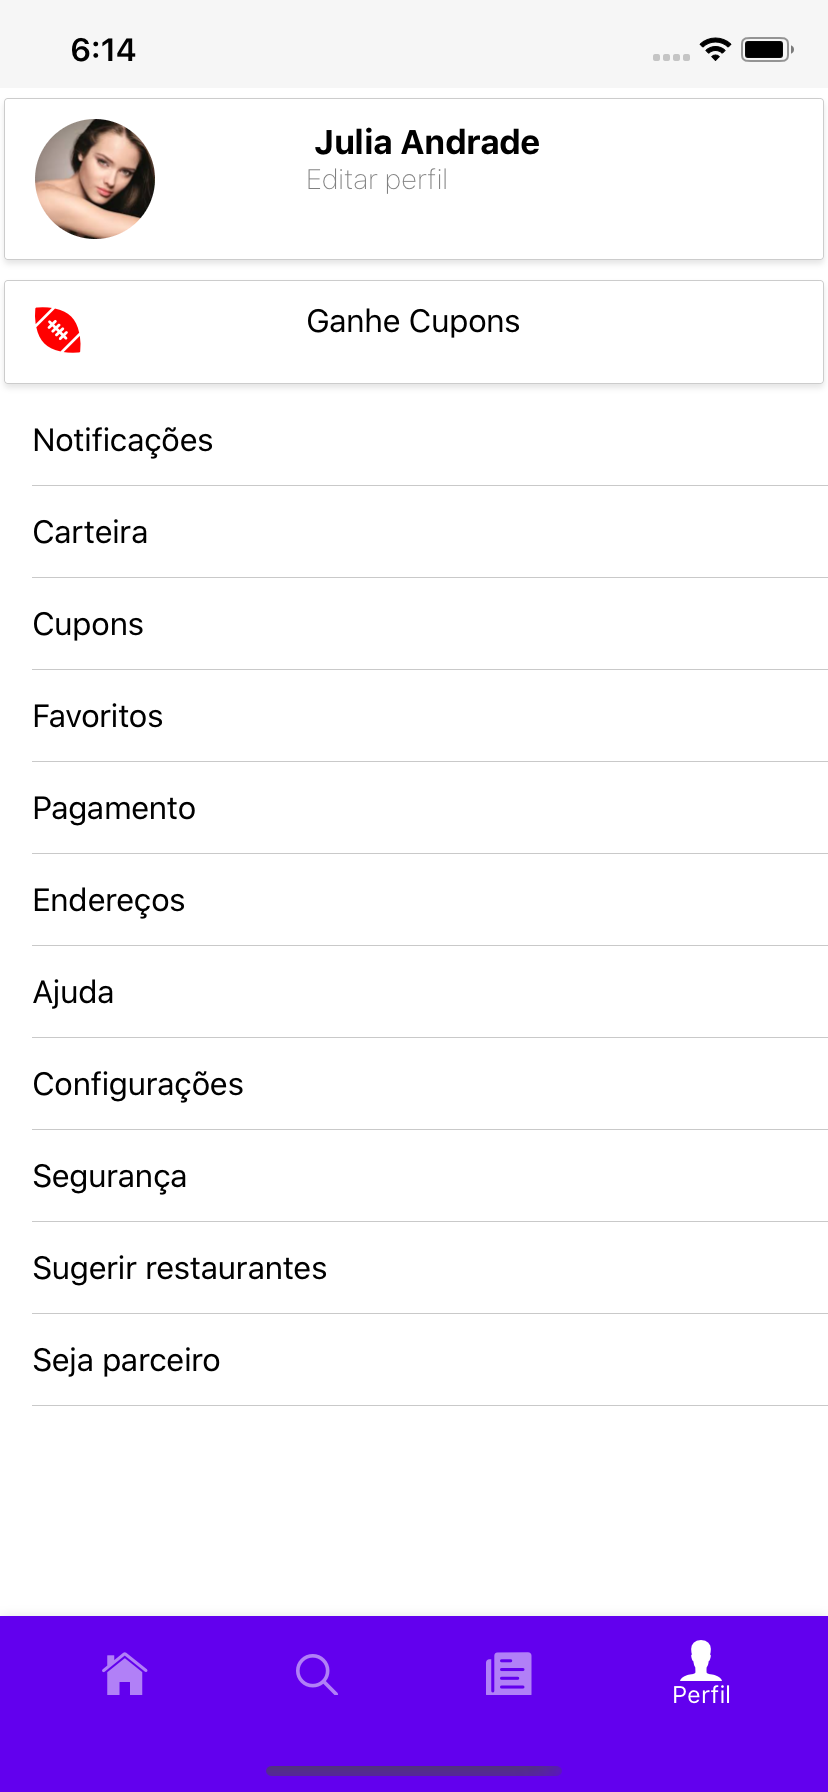 6:14
Julia Andrade
Editar perfil
Ganhe Cupons
Notificações
Carteira
Cupons
Favoritos
Pagamento
Endereços
Ajuda
Configurações
Segurança
Sugerir restaurantes
Seja parceiro
Perfil